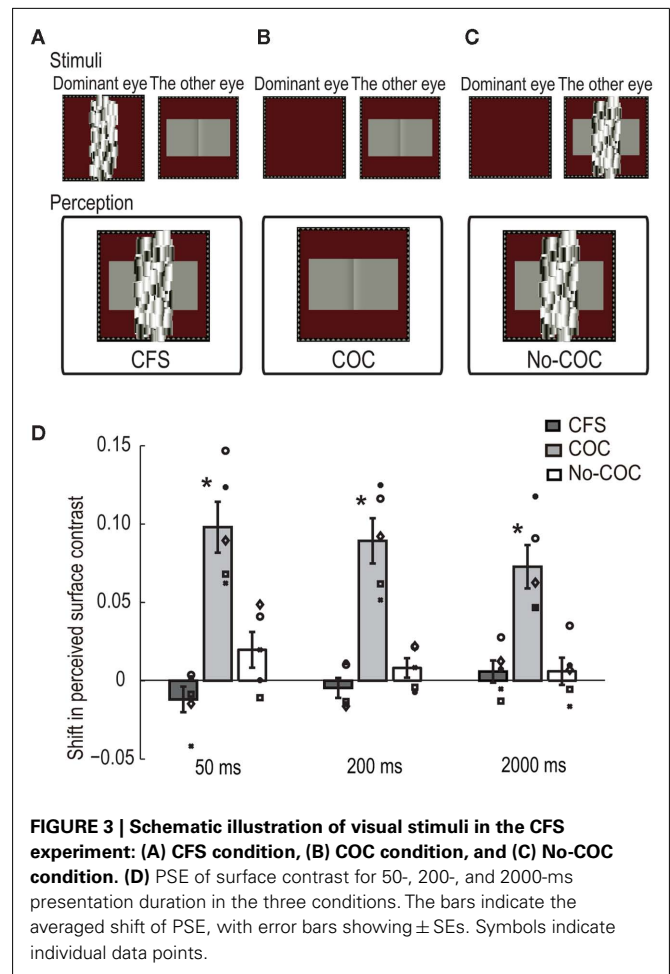 A B C
Stimuli
Dominant eye The other eye Dominant eye The other eye Dominant eye The other eye
Perception
CFS COC No-COC
D
CFS
COC
No-COC
Shift in perceived surface contrast
0.15
0.10
0.05
0
−0.05
* * *
50 ms 200 ms 2000 ms
FIGURE 3 | Schematic illustration of visual stimuli in the CFS
experiment: (A) CFS condition, (B) COC condition, and (C) No-COC
condition. (D) PSE of surface contrast for 50-, 200-, and 2000-ms
presentation duration in the three conditions. The bars indicate the
averaged shift of PSE, with error bars showing ± SEs. Symbols indicate
individual data points.